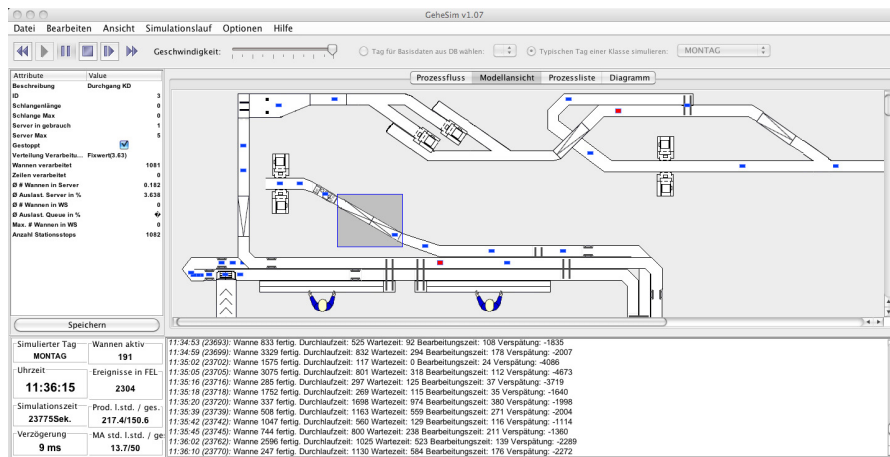 GeheSim v1.07
Datei Bearbeiten Ansicht Simulationslauf Optionen Hilfe
Geschwindigkeit: Tag für Basisdaten aus DB wählen: Typischen Tag einer Klasse simulieren: MONTAG
Prozessfluss Modellansicht Prozessliste Diagramm
Attribute Value
Beschreibung Durchgang KD
ID 3
Schlangenlänge 0
Schlange Max 0
Server in gebrauch 1
Server Max 5
Gestoppt
Verteilung Verarbeitu... Fixwert(3.63)
Wannen verarbeitet 1081
Zeilen verarbeitet 0
Ø # Wannen in Server 0.182
Ø Auslast. Server in % 3.638
Ø # Wannen in WS 0
Ø Auslast. Queue in % �
Max. # Wannen in WS 0
Anzahl Stationsstops 1082
Speichern
Simulierter Tag
MONTAG
Wannen aktiv
191
Uhrzeit
11:36:15
Ereignisse in FEL
2304
Simulationszeit
23775Sek.
Prod. l.std. / ges.
217.4/150.6
Verzögerung
9 ms
MA std. l.std. / ge
13.7/50
11:34:53 (23693): Wanne 833 fertig. Durchlaufzeit: 525 Wartezeit: 92 Bearbeitungszeit: 108 Verspätung: -1835
11:34:59 (23699): Wanne 3329 fertig. Durchlaufzeit: 832 Wartezeit: 294 Bearbeitungszeit: 178 Verspätung: -2007
11:35:02 (23702): Wanne 1575 fertig. Durchlaufzeit: 117 Wartezeit: 0 Bearbeitungszeit: 24 Verspätung: -4086
11:35:05 (23705): Wanne 3075 fertig. Durchlaufzeit: 801 Wartezeit: 318 Bearbeitungszeit: 112 Verspätung: -4673
11:35:16 (23716): Wanne 285 fertig. Durchlaufzeit: 297 Wartezeit: 125 Bearbeitungszeit: 37 Verspätung: -3719
11:35:18 (23718): Wanne 1752 fertig. Durchlaufzeit: 269 Wartezeit: 115 Bearbeitungszeit: 35 Verspätung: -1640
11:35:20 (23720): Wanne 337 fertig. Durchlaufzeit: 1698 Wartezeit: 974 Bearbeitungszeit: 380 Verspätung: -1998
11:35:39 (23739): Wanne 508 fertig. Durchlaufzeit: 1163 Wartezeit: 559 Bearbeitungszeit: 271 Verspätung: -2004
11:35:42 (23742): Wanne 1047 fertig. Durchlaufzeit: 560 Wartezeit: 129 Bearbeitungszeit: 116 Verspätung: -1114
11:35:45 (23745): Wanne 744 fertig. Durchlaufzeit: 800 Wartezeit: 238 Bearbeitungszeit: 211 Verspätung: -1360
11:36:02 (23762): Wanne 2596 fertig. Durchlaufzeit: 1025 Wartezeit: 523 Bearbeitungszeit: 139 Verspätung: -2289
11:36:10 (23770): Wanne 247 fertig. Durchlaufzeit: 1130 Wartezeit: 584 Bearbeitungszeit: 176 Verspätung: -2272